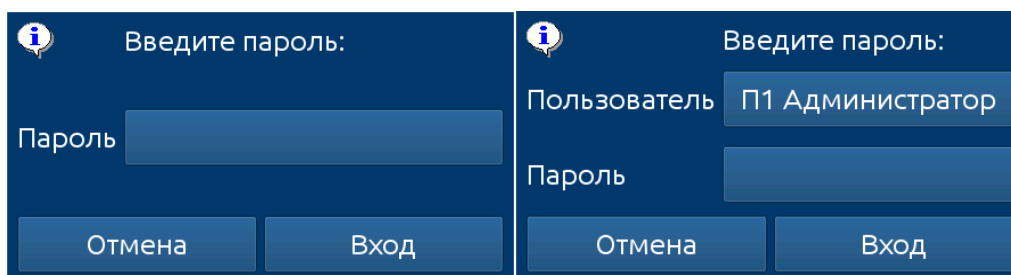 Введите пароль:
Пароль
Отмена Вход
Введите пароль:
Пользователь П1 Администратор
Пароль
Отмена Вход